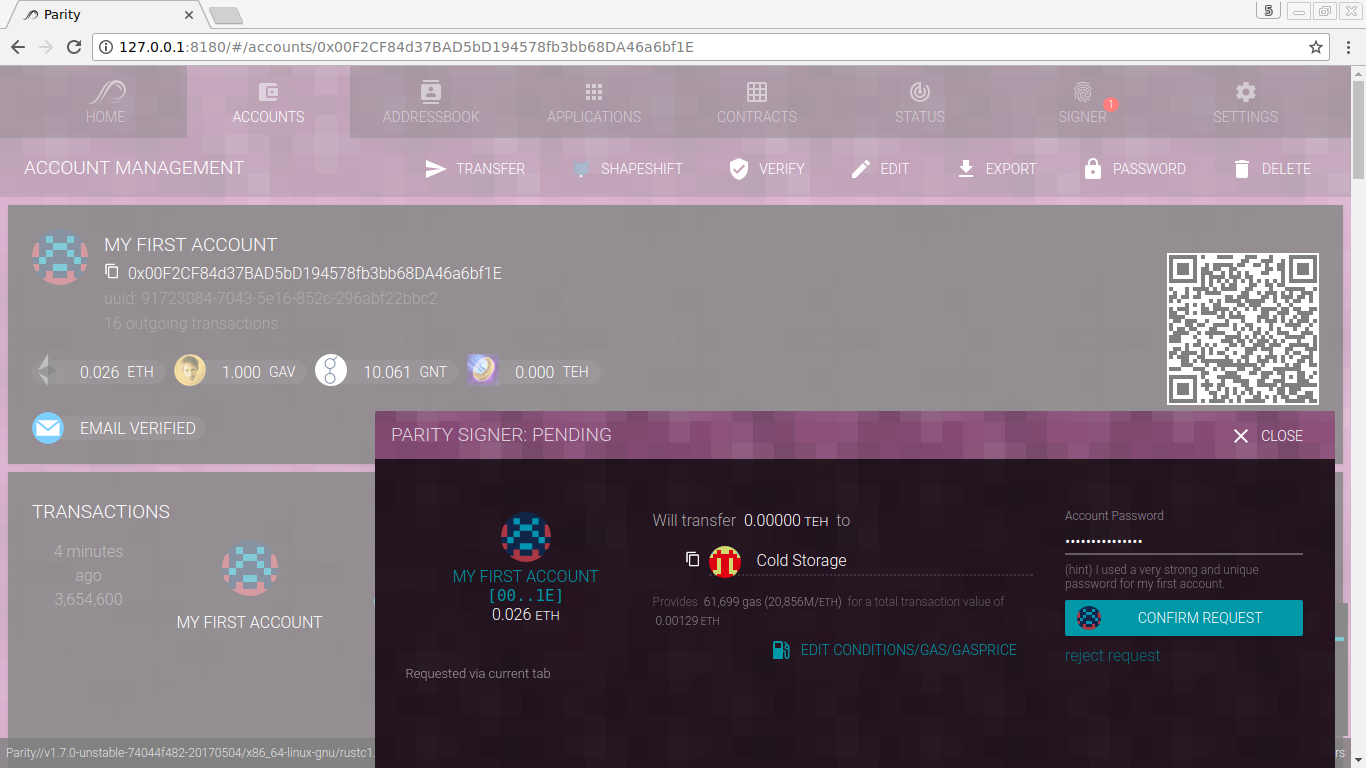 Parity
5
127.0.0.1:8180/#/accounts/0x00F2CF84d37BAD5bD194578fb3bb68DA46a6bf1E
HOME ACCOUNTS ADDRESSBOOK APPLICATIONS CONTRACTS STATUS SIGNER 1 SETTINGS
ACCOUNT MANAGEMENT TRANSFER SHAPESHIFT VERIFY EDIT EXPORT PASSWORD DELETE
MY FIRST ACCOUNT
0x00F2CF84d37BAD5bD194578fb3bb68DA46a6bf1E
uuid: 91723084-7043-5e16-852c-296abf22bbc2
16 outgoing transactions
0.026 ETH 1.000 GAV 10.061 GNT 0.000 TEH
EMAIL VERIFIED
TRANSACTIONS
4 minutes
ago
3,654,600
MY FIRST ACCOUNT
PARITY SIGNER: PENDING CLOSE
MY FIRST ACCOUNT
[00..1E]
0.026 ETH
Requested via current tab
Will transfer 0.00000 TEH to
Cold Storage
Provides 61,699 gas (20,856M/ETH) for a total transaction value of
0.00129 ETH
EDIT CONDITIONS/GAS/GASPRICE
Account Password
•••••••••••••••
(hint) I used a very strong and unique
password for my first account.
CONFIRM REQUEST
reject request
Parity//v1.7.0-unstable-74044f482-20170504/x86_64-linux-gnu/rustc1.
rs